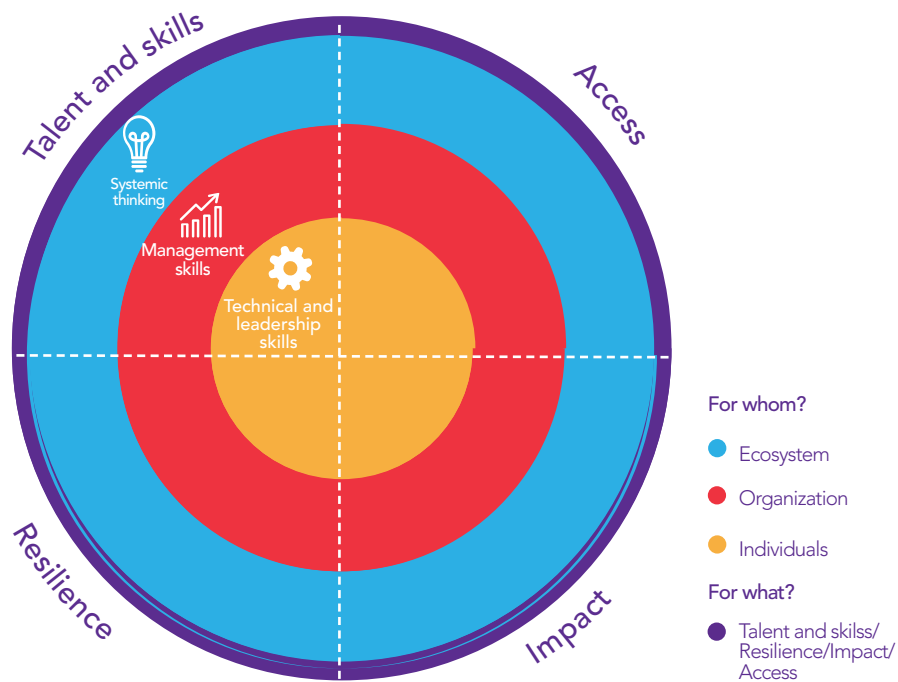 Talent and skills
Access
Systemic
thinking
Management
skills
Technical and
leadership
skills
Resilience
Impact
For whom?
Ecosystem
Organization
Individuals
For what?
Talent and skilss/
Resilience/Impact/
Access